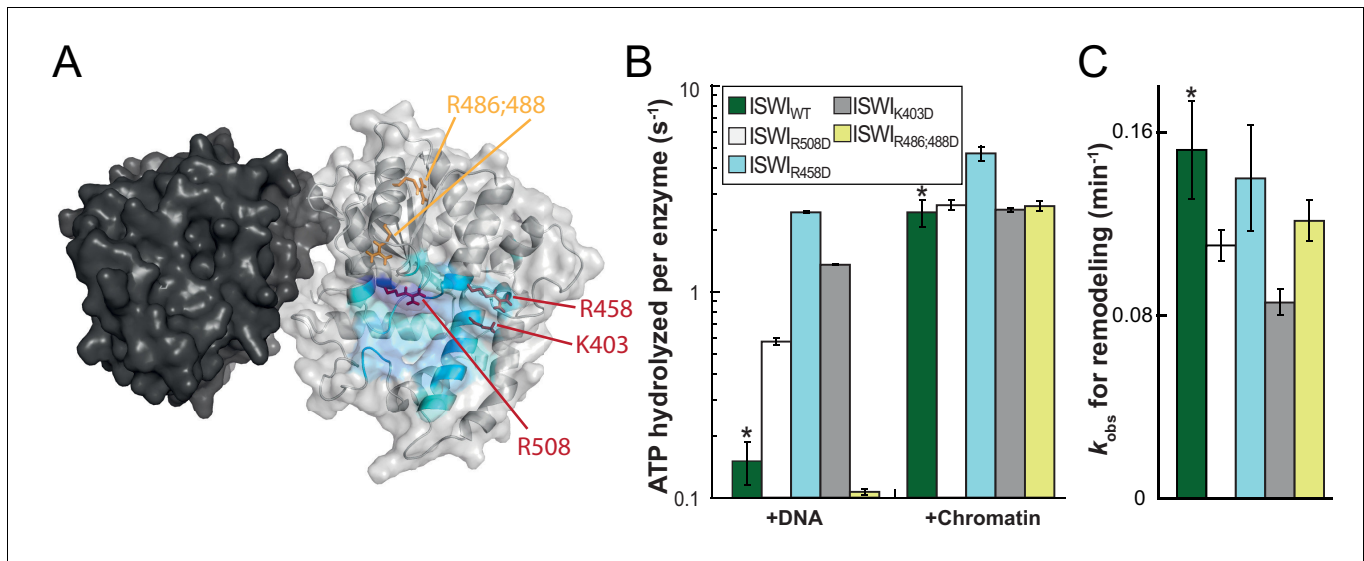 A
R486;488
R458
K403
R508
B
ATP hydrolyzed per enzyme (s⁻¹)
10
1
0.1
ISWI_WT
ISWI_R508D
ISWI_R458D
ISWI_K403D
ISWI_R486;488D
*
*
+DNA
+Chromatin
C
k_obs for remodeling (min⁻¹)
0.16
0.08
0
*